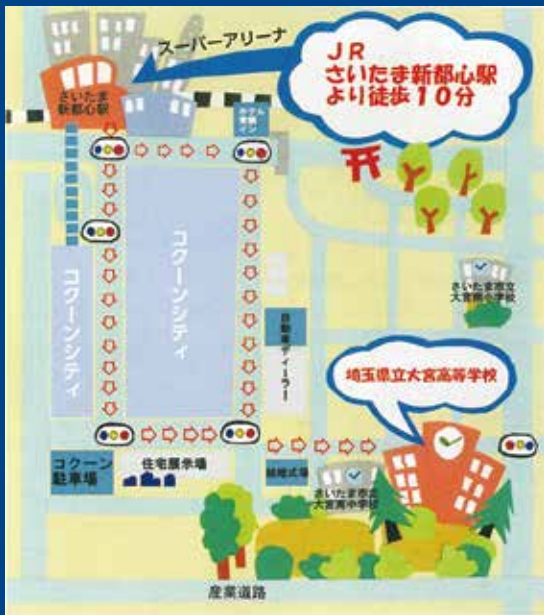 スーパーアリーナ
JR
さいたま新都心駅
より徒歩10分
さいたま
新都心駅
コクーンシティ
コクーンシティ
自動車ディーラー
さいたま市立
大宮南小学校
埼玉県立大宮高等学校
コクーン
駐車場
住宅展示場
結婚式場
さいたま市立
大宮南中学校
産業道路